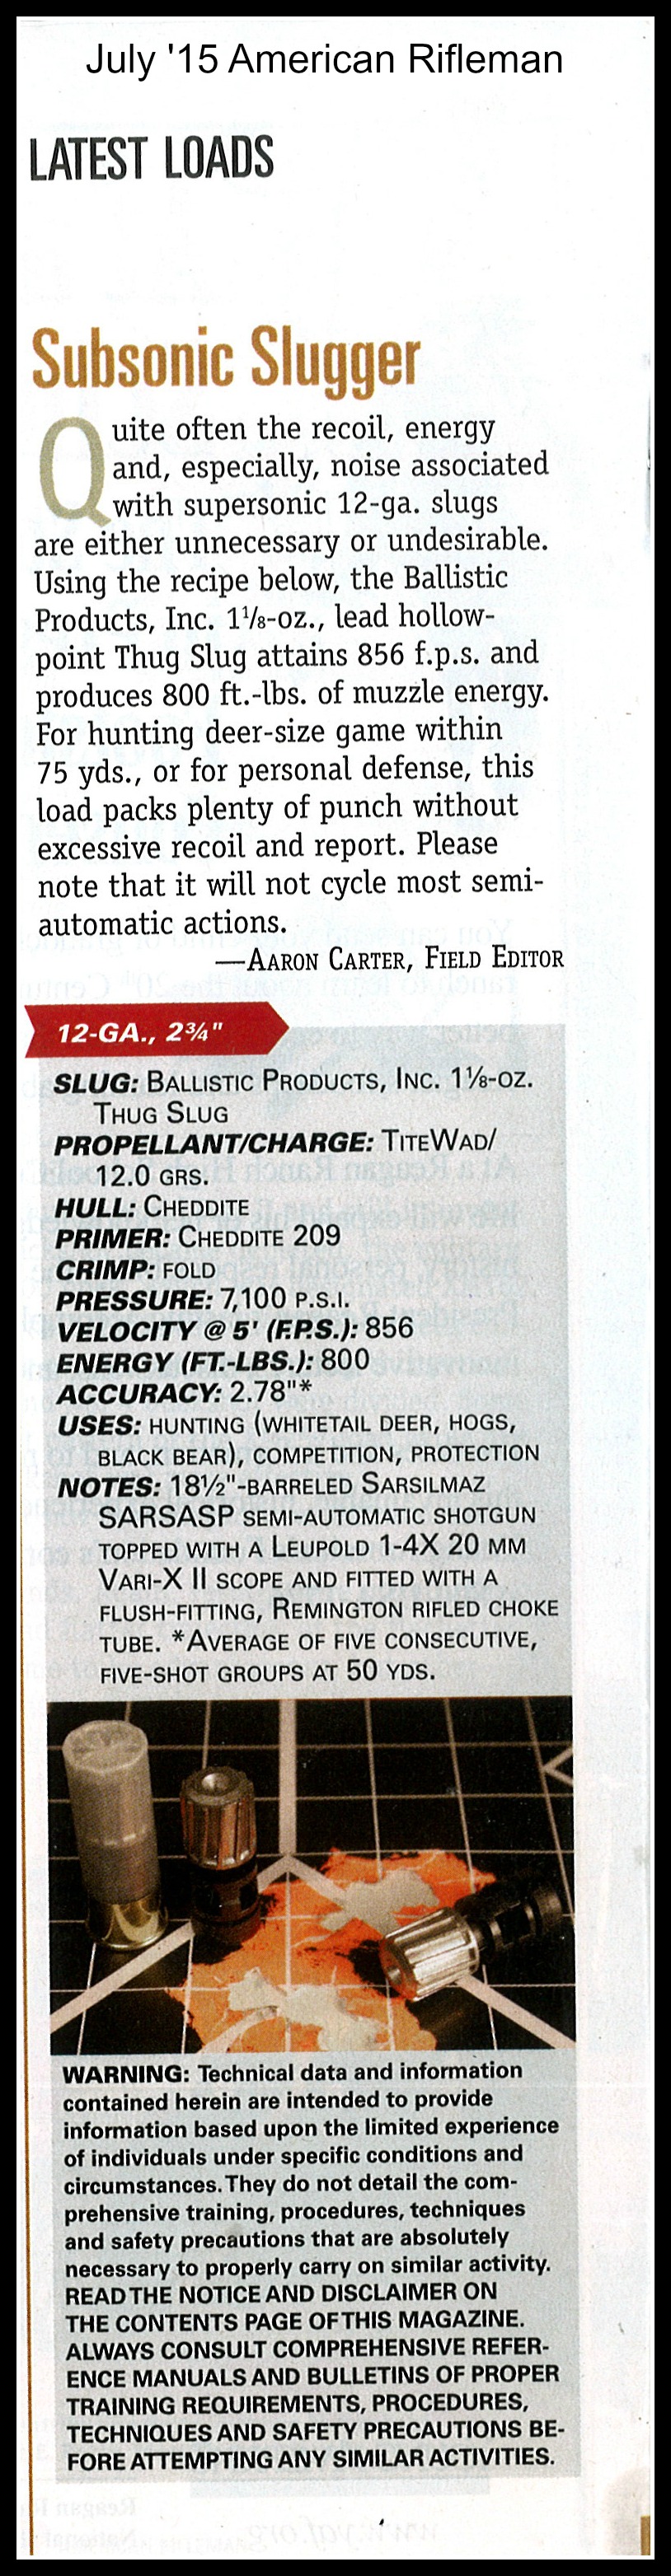 July '15 American Rifleman
LATEST LOADS
Subsonic Slugger
Quite often the recoil, energy
and, especially, noise associated
with supersonic 12-ga. slugs
are either unnecessary or undesirable.
Using the recipe below, the Ballistic
Products, Inc. 1⅛-oz., lead hollow-
point Thug Slug attains 856 f.p.s. and
produces 800 ft.-lbs. of muzzle energy.
For hunting deer-size game within
75 yds., or for personal defense, this
load packs plenty of punch without
excessive recoil and report. Please
note that it will not cycle most semi-
automatic actions.
—AARON CARTER, FIELD EDITOR
12-GA., 2¾"
SLUG: BALLISTIC PRODUCTS, INC. 1⅛-OZ.
THUG SLUG
PROPELLANT/CHARGE: TITEWAD/
12.0 GRS.
HULL: CHEDDITE
PRIMER: CHEDDITE 209
CRIMP: FOLD
PRESSURE: 7,100 P.S.I.
VELOCITY @ 5' (F.P.S.): 856
ENERGY (FT.-LBS.): 800
ACCURACY: 2.78"*
USES: HUNTING (WHITETAIL DEER, HOGS,
BLACK BEAR), COMPETITION, PROTECTION
NOTES: 18½"-BARRELED SARSILMAZ
SARSASP SEMI-AUTOMATIC SHOTGUN
TOPPED WITH A LEUPOLD 1-4X 20 MM
VARI-X II SCOPE AND FITTED WITH A
FLUSH-FITTING, REMINGTON RIFLED CHOKE
TUBE. *AVERAGE OF FIVE CONSECUTIVE,
FIVE-SHOT GROUPS AT 50 YDS.
WARNING: Technical data and information
contained herein are intended to provide
information based upon the limited experience
of individuals under specific conditions and
circumstances. They do not detail the com-
prehensive training, procedures, techniques
and safety precautions that are absolutely
necessary to properly carry on similar activity.
READ THE NOTICE AND DISCLAIMER ON
THE CONTENTS PAGE OF THIS MAGAZINE.
ALWAYS CONSULT COMPREHENSIVE REFER-
ENCE MANUALS AND BULLETINS OF PROPER
TRAINING REQUIREMENTS, PROCEDURES,
TECHNIQUES AND SAFETY PRECAUTIONS BE-
FORE ATTEMPTING ANY SIMILAR ACTIVITIES.